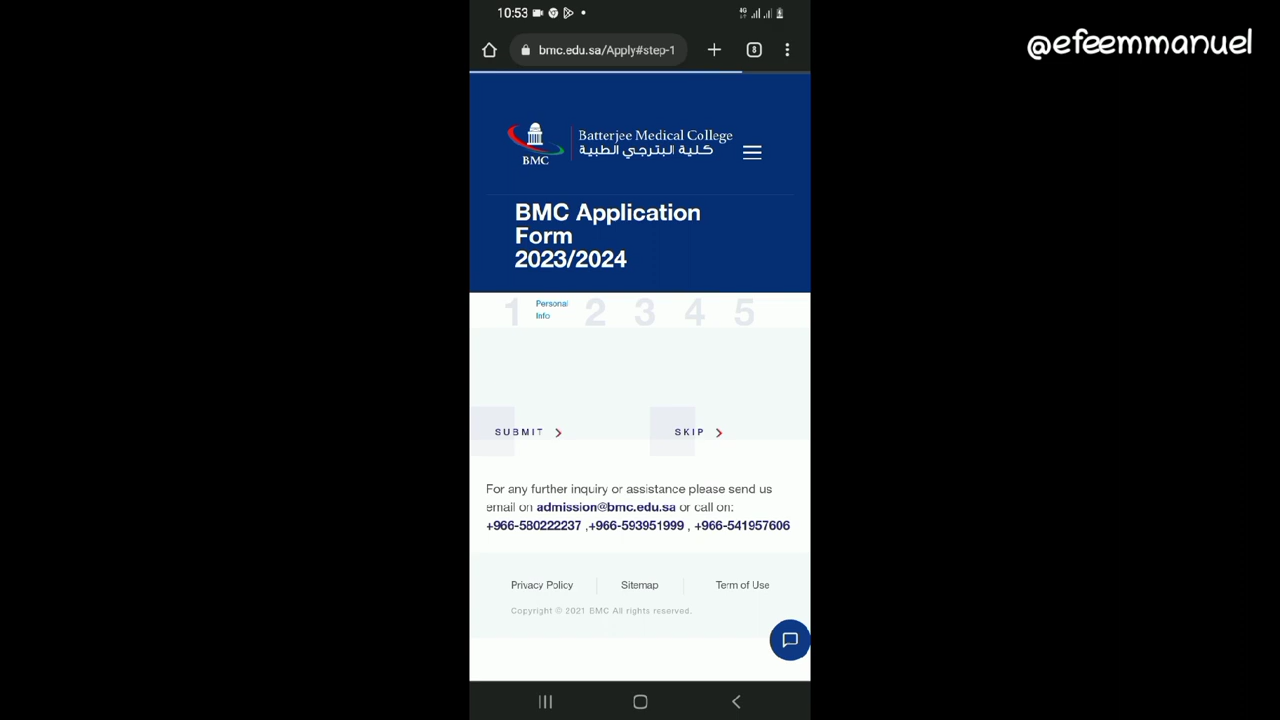 @efeemmanuel
10:53
4G
bmc.edu.sa/Apply#step-1
8
Batterjee Medical College
كلية البترجي الطبية
BMC
BMC Application
Form
2023/2024
1 Personal Info 2 3 4 5
SUBMIT SKIP
For any further inquiry or assistance please send us
email on admission@bmc.edu.sa or call on:
+966-580222237 ,+966-593951999 , +966-541957606
Privacy Policy Sitemap Term of Use
Copyright © 2021 BMC All rights reserved.